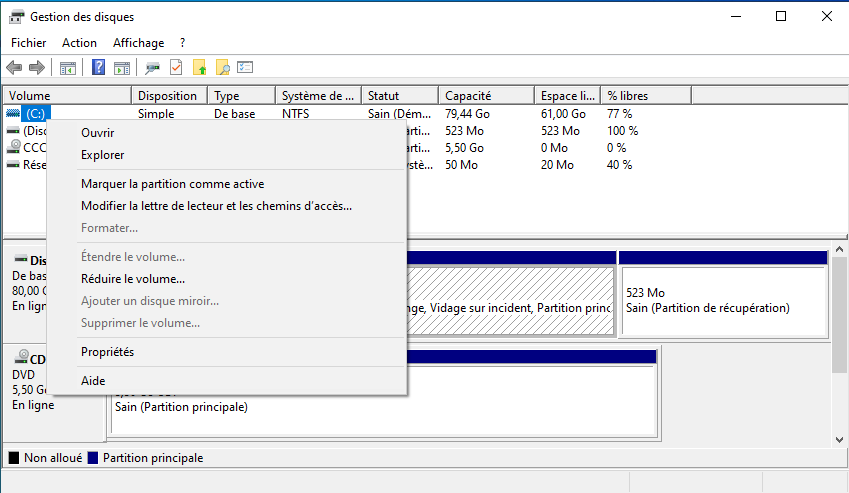 Gestion des disques
Fichier Action Affichage ?
Volume Disposition Type Système de ... Statut Capacité Espace li... % libres
(C:) Simple De base NTFS Sain (Dém... 79,44 Go 61,00 Go 77 %
(Disc arti... 523 Mo 523 Mo 100 %
CCC arti... 5,50 Go 0 Mo 0 %
Rése ystè... 50 Mo 20 Mo 40 %
Ouvrir
Explorer
Marquer la partition comme active
Modifier la lettre de lecteur et les chemins d'accès...
Formater...
Étendre le volume...
Réduire le volume...
Ajouter un disque miroir...
Supprimer le volume...
Propriétés
Aide
Dis
De bas
80,00 G
En lign
nge, Vidage sur incident, Partition princ
523 Mo
Sain (Partition de récupération)
CD
DVD
5,50 Go
En ligne
Sain (Partition principale)
Non alloué Partition principale